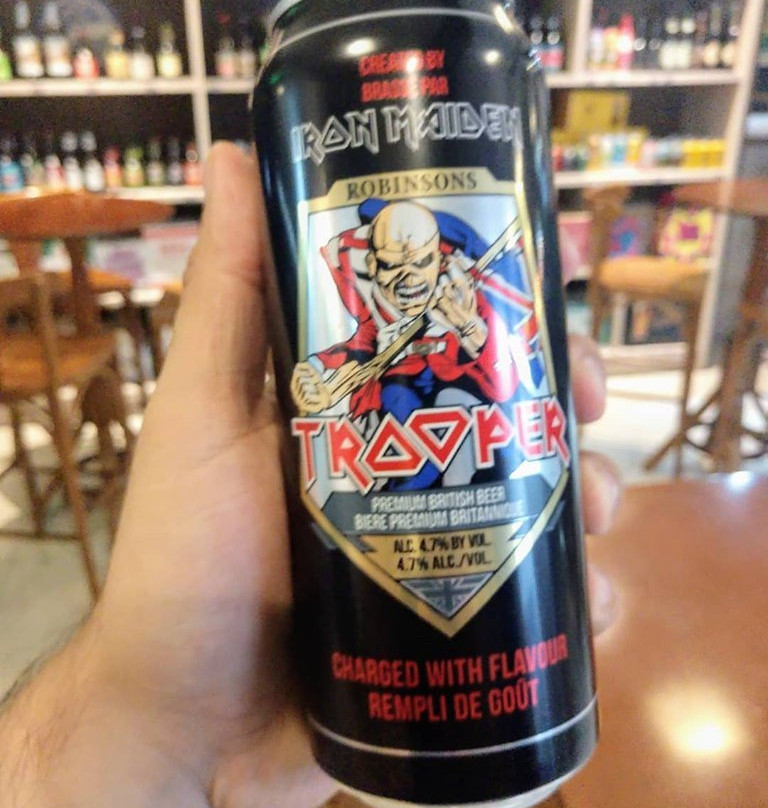 CREATED BY
BRASSÉ PAR
IRON MAIDEN
ROBINSONS
TROOPER
PREMIUM BRITISH BEER
BIÈRE PREMIUM BRITANNIQUE
ALC. 4.7% BY VOL.
4.7% ALC./VOL.
CHARGED WITH FLAVOUR
REMPLI DE GOÛT